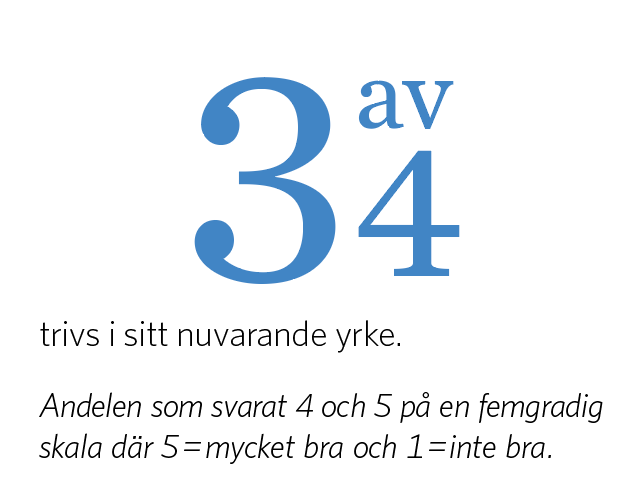 3 av 4
trivs i sitt nuvarande yrke.
Andelen som svarat 4 och 5 på en femgradig
skala där 5=mycket bra och 1=inte bra.